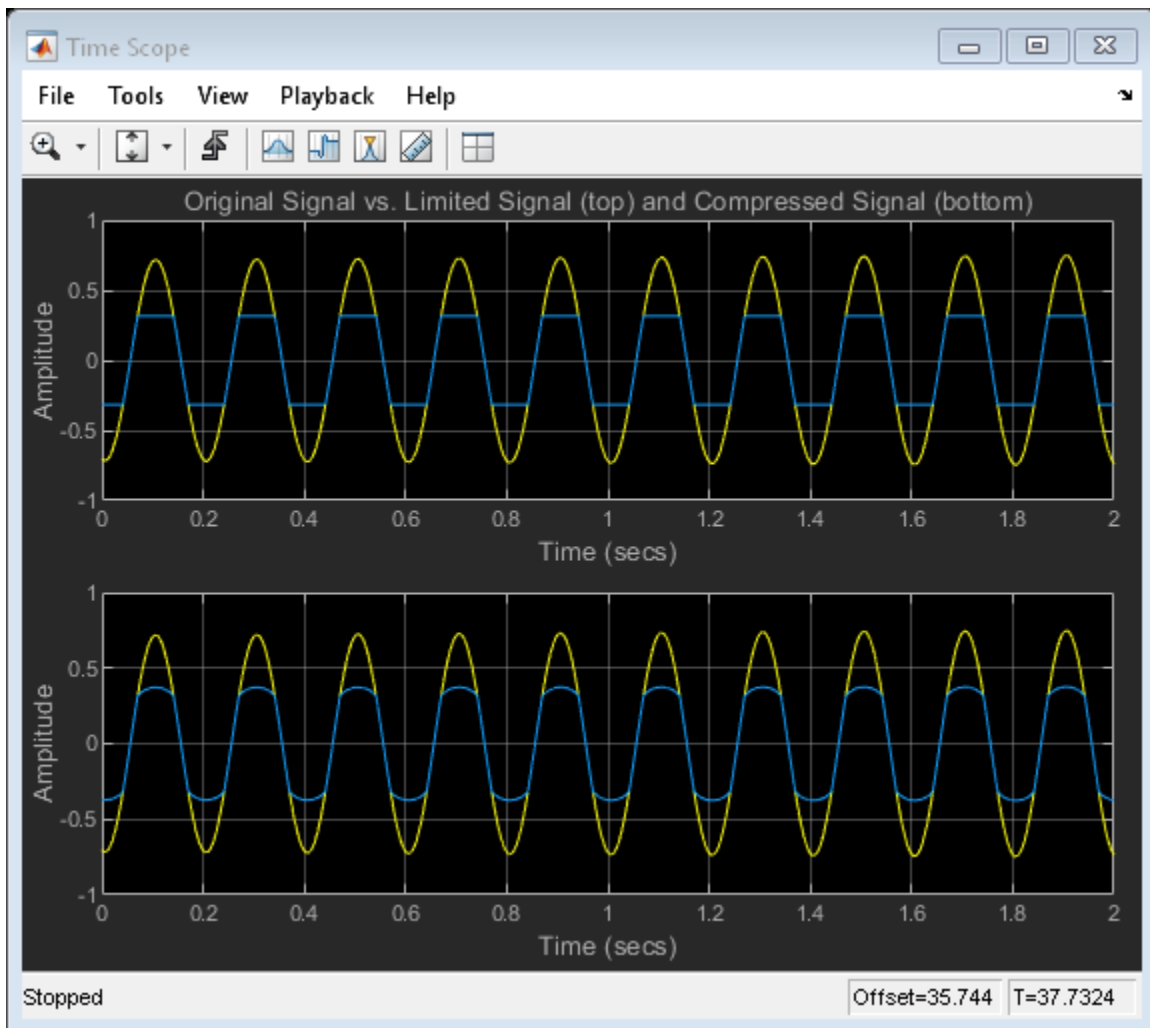 Time Scope
File Tools View Playback Help
Original Signal vs. Limited Signal (top) and Compressed Signal (bottom)
1
0.5
0
-0.5
-1
Amplitude
0 0.2 0.4 0.6 0.8 1 1.2 1.4 1.6 1.8 2
Time (secs)
1
0.5
0
-0.5
-1
Amplitude
0 0.2 0.4 0.6 0.8 1 1.2 1.4 1.6 1.8 2
Time (secs)
Stopped Offset=35.744 T=37.7324